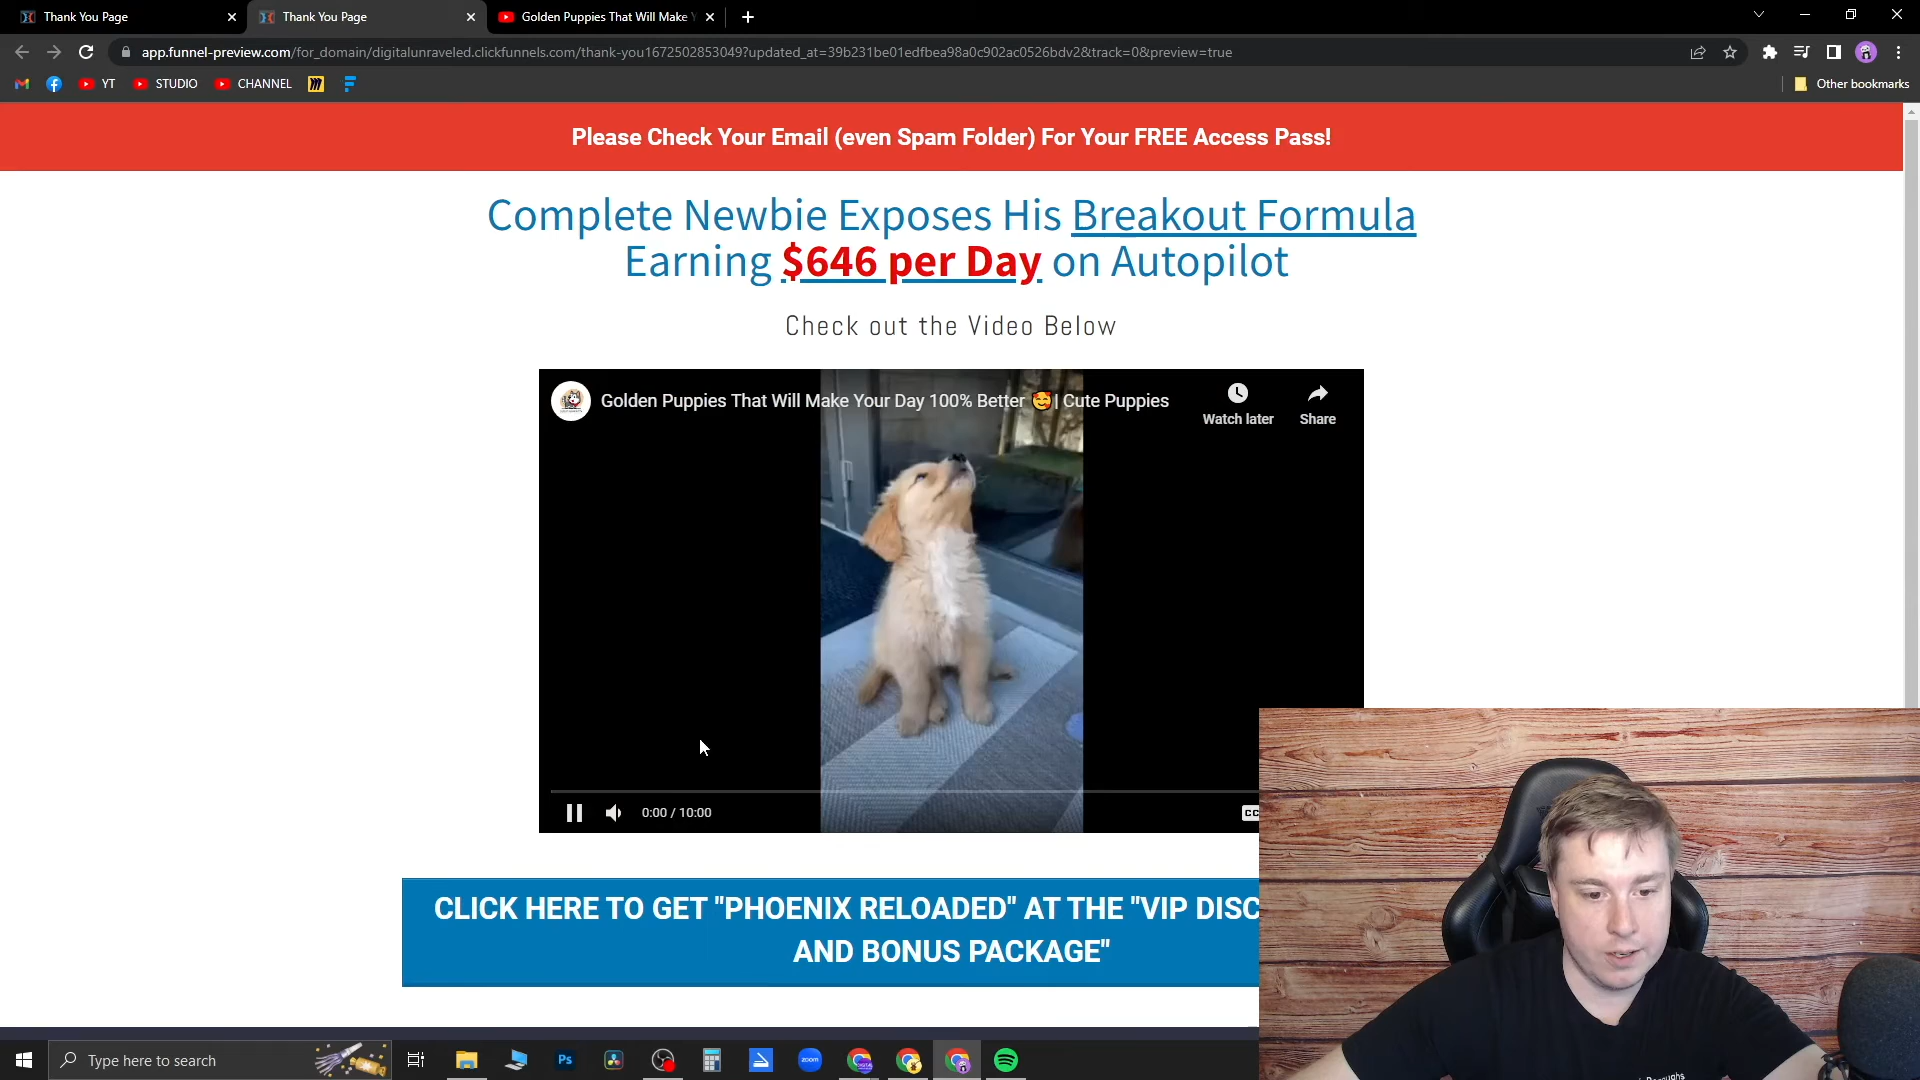 Thank You Page
Thank You Page
Golden Puppies That Will Make Y
app.funnel-preview.com/for_domain/digitalunraveled.clickfunnels.com/thank-you1672502853049?updated_at=39b231be01edfbea98a0c902ac0526bdv2&track=0&preview=true
YT
STUDIO
CHANNEL
Other bookmarks
Please Check Your Email (even Spam Folder) For Your FREE Access Pass!
Complete Newbie Exposes His Breakout Formula
Earning $646 per Day on Autopilot
Check out the Video Below
Golden Puppies That Will Make Your Day 100% Better 🥰| Cute Puppies
Watch later
Share
0:00 / 10:00
CC
CLICK HERE TO GET "PHOENIX RELOADED" AT THE "VIP DISC
AND BONUS PACKAGE"
Type here to search
Ps
zoom